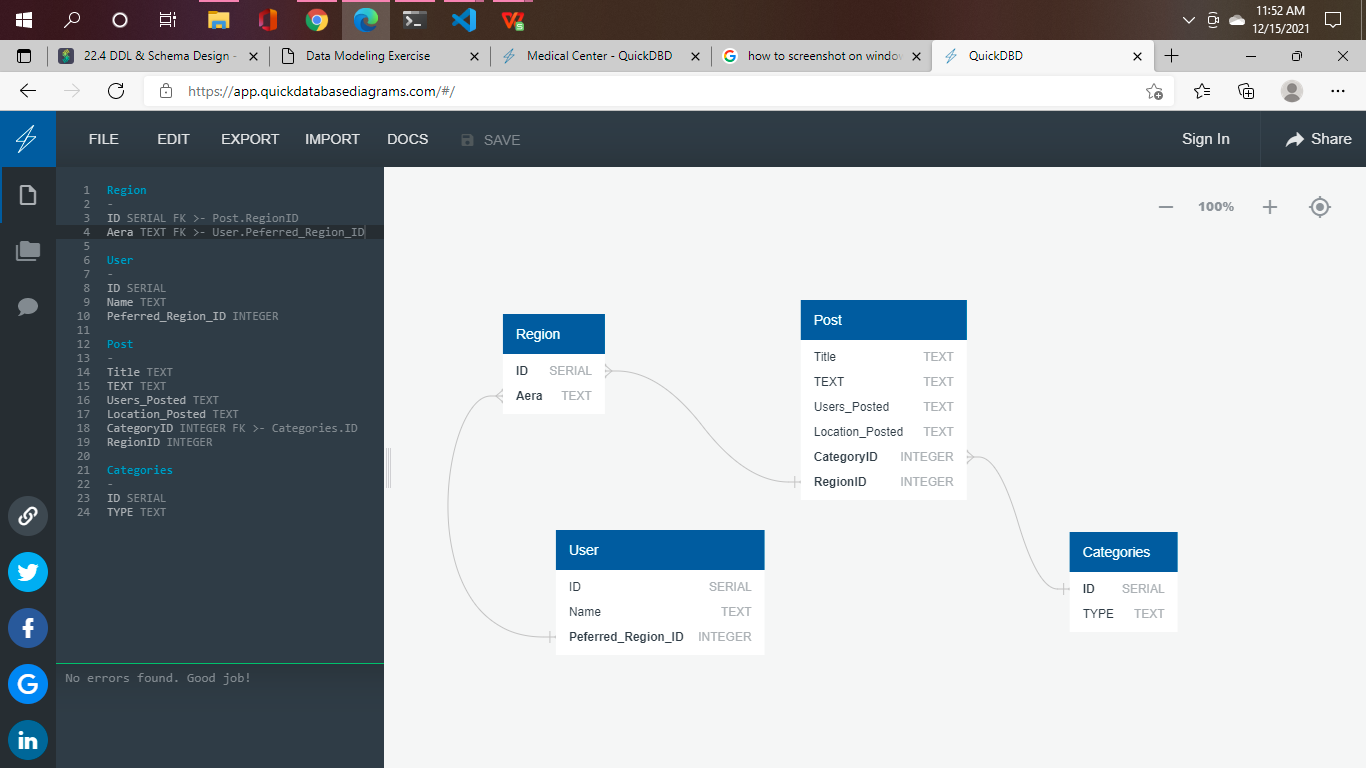 11:52 AM
12/15/2021
22.4 DDL & Schema Design -
Data Modeling Exercise
Medical Center - QuickDBD
how to screenshot on window
QuickDBD
https://app.quickdatabasediagrams.com/#/
FILE EDIT EXPORT IMPORT DOCS SAVE Sign In Share
1 Region
2 -
3 ID SERIAL FK >- Post.RegionID
4 Aera TEXT FK >- User.Peferred_Region_ID
5
6 User
7 -
8 ID SERIAL
9 Name TEXT
10 Peferred_Region_ID INTEGER
11
12 Post
13 -
14 Title TEXT
15 TEXT TEXT
16 Users_Posted TEXT
17 Location_Posted TEXT
18 CategoryID INTEGER FK >- Categories.ID
19 RegionID INTEGER
20
21 Categories
22 -
23 ID SERIAL
24 TYPE TEXT
No errors found. Good job!
100%
Region
ID SERIAL
Aera TEXT
Post
Title TEXT
TEXT TEXT
Users_Posted TEXT
Location_Posted TEXT
CategoryID INTEGER
RegionID INTEGER
User
ID SERIAL
Name TEXT
Peferred_Region_ID INTEGER
Categories
ID SERIAL
TYPE TEXT